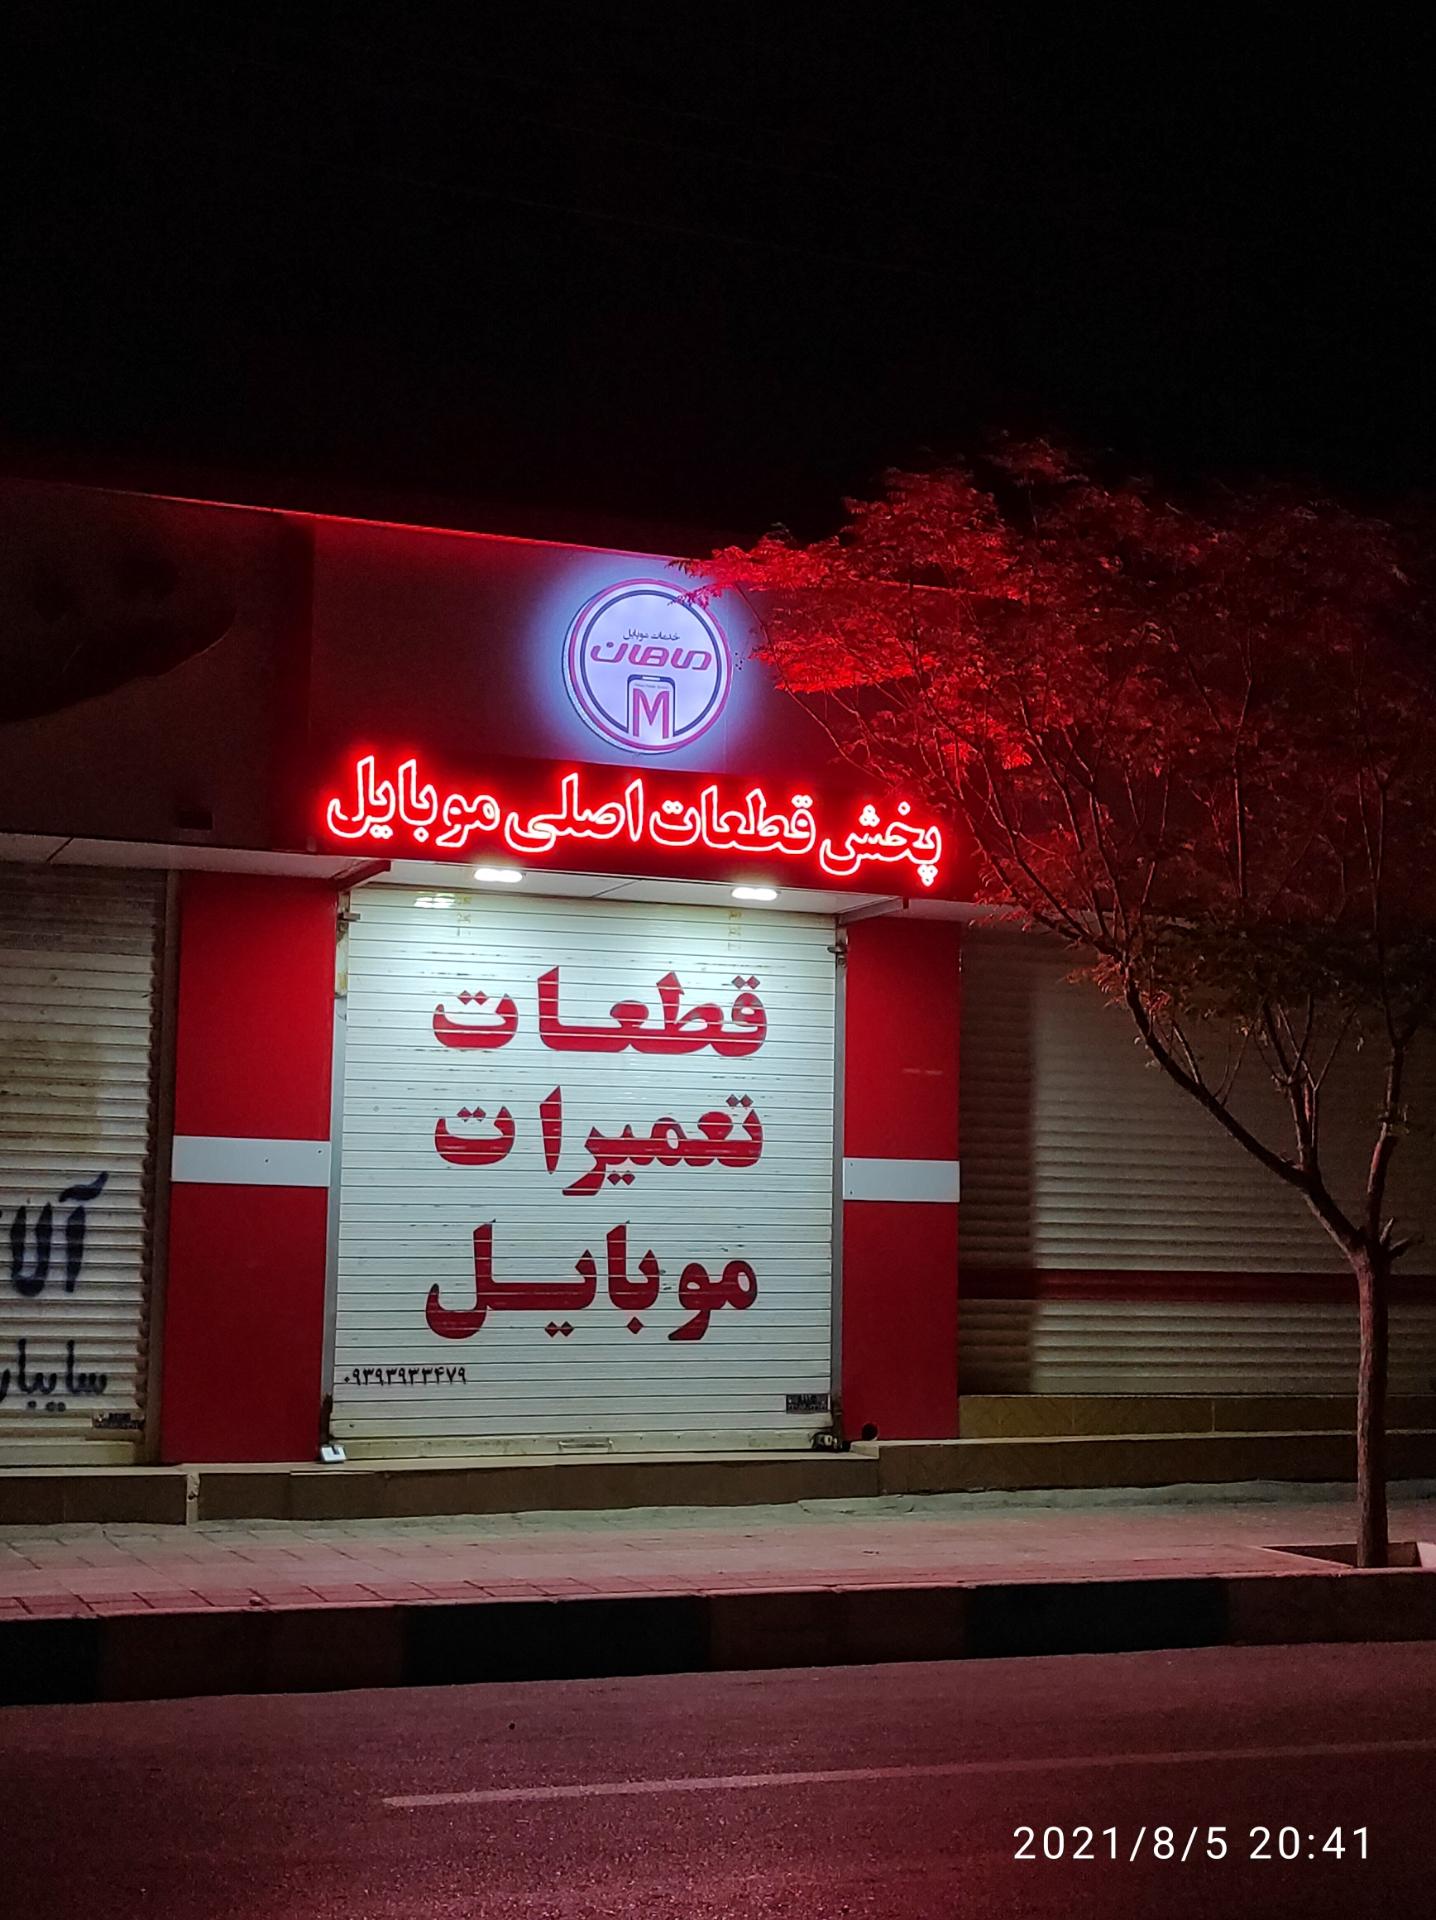 خدمات موبایل
ماهان
M
پخش قطعات اصلی موبایل
قطعات
تعمیرات
موبایل
۰۹۳۹۳۹۳۳۴۷۹
2021/8/5 20:41